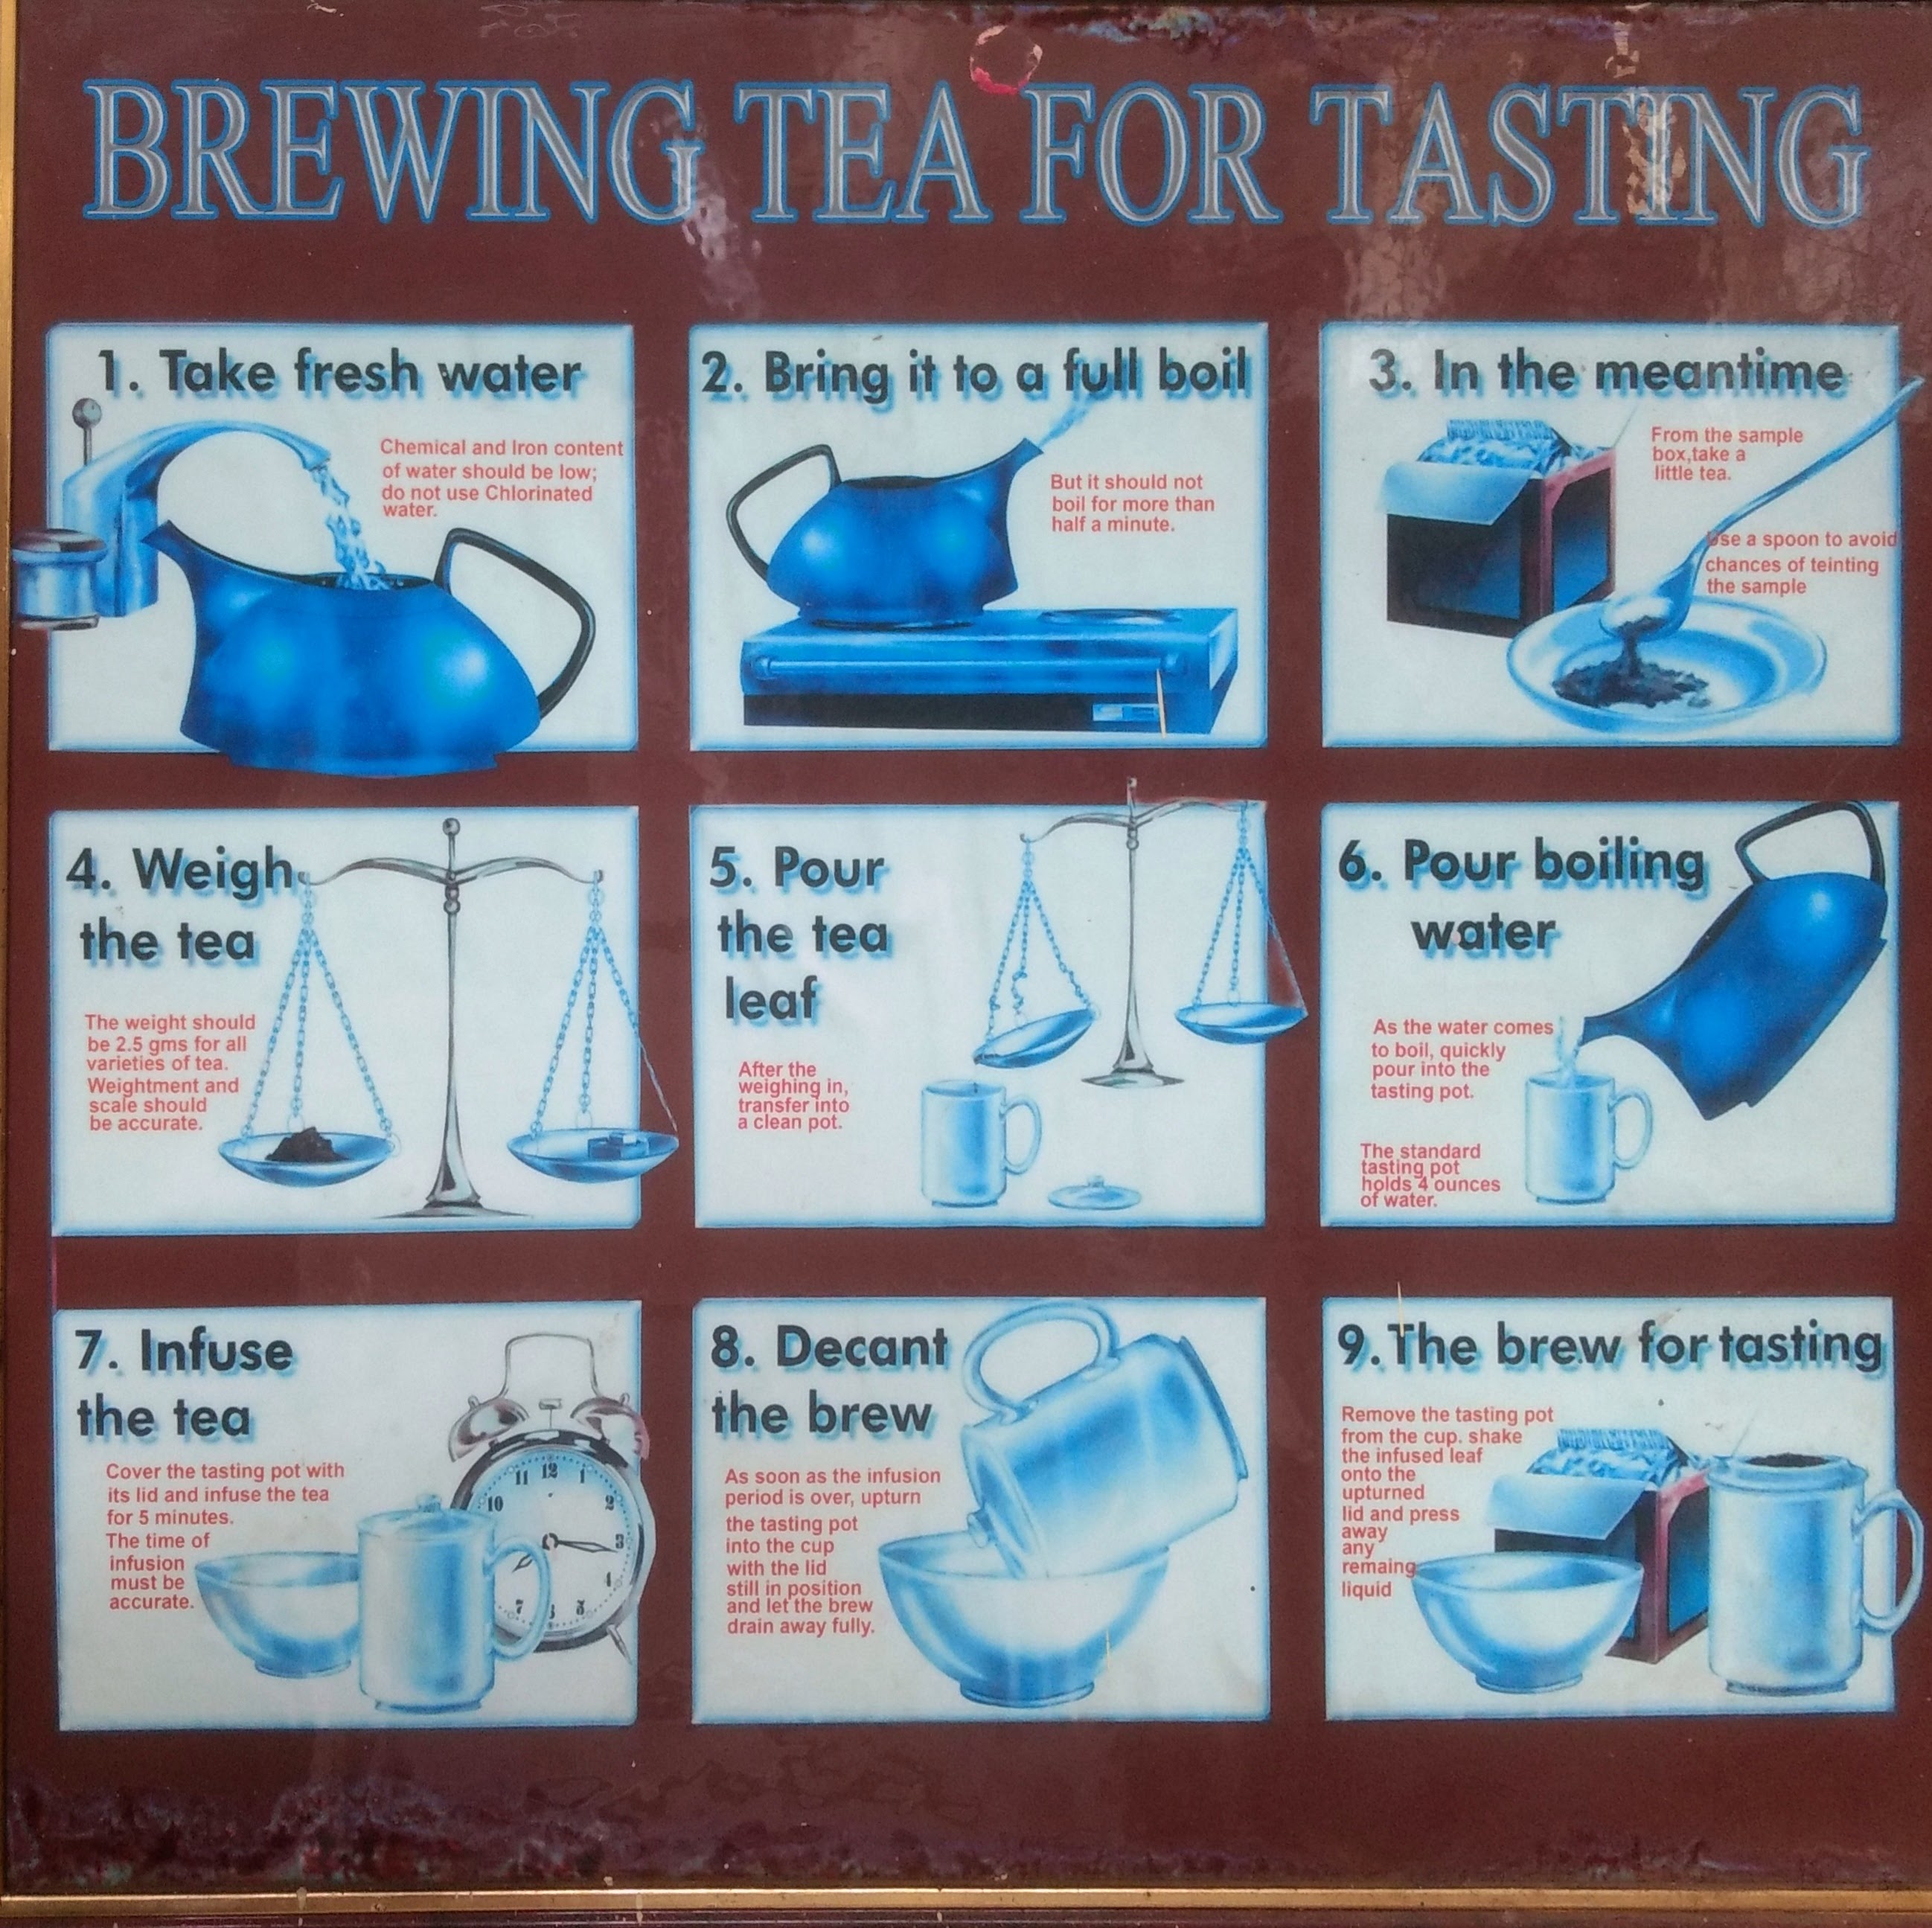 BREWING TEA FOR TASTING
1. Take fresh water
Chemical and Iron content
of water should be low;
do not use Chlorinated
water.
2. Bring it to a full boil
But it should not
boil for more than
half a minute.
3. In the meantime
From the sample
box,take a
little tea.
Use a spoon to avoid
chances of teinting
the sample
4. Weigh
the tea
The weight should
be 2.5 gms for all
varieties of tea.
Weightment and
scale should
be accurate.
5. Pour
the tea
leaf
After the
weighing in,
transfer into
a clean pot.
6. Pour boiling
water
As the water comes
to boil, quickly
pour into the
tasting pot.
The standard
tasting pot
holds 4 ounces
of water.
7. Infuse
the tea
Cover the tasting pot with
its lid and infuse the tea
for 5 minutes.
The time of
infusion
must be
accurate.
11 12 1
10 2
3
4
7 5
8. Decant
the brew
As soon as the infusion
period is over, upturn
the tasting pot
into the cup
with the lid
still in position
and let the brew
drain away fully.
9. The brew for tasting
Remove the tasting pot
from the cup. shake
the infused leaf
onto the
upturned
lid and press
away
any
remaing
liquid